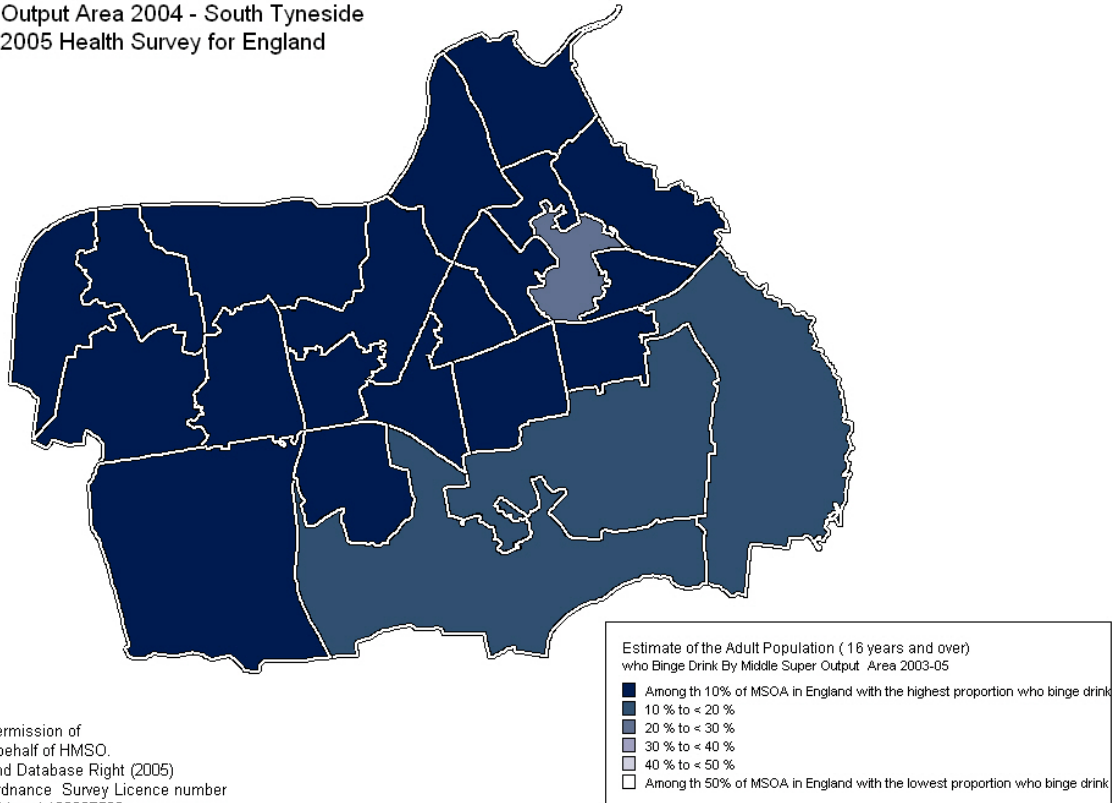 Output Area 2004 - South Tyneside
2005 Health Survey for England
Estimate of the Adult Population ( 16 years and over)
who Binge Drink By Middle Super Output Area 2003-05
Among th 10% of MSOA in England with the highest proportion who binge drink
10 % to < 20 %
20 % to < 30 %
30 % to < 40 %
40 % to < 50 %
Among th 50% of MSOA in England with the lowest proportion who binge drink
ermission of
behalf of HMSO.
nd Database Right (2005)
rdnance Survey Licence number